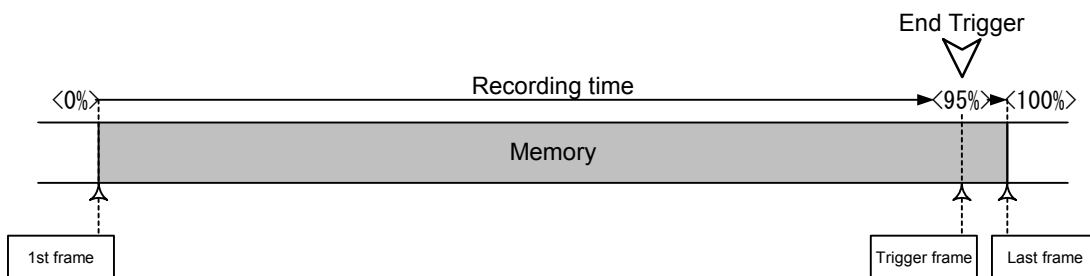 End Trigger
Recording time
<0%> <95%> <100%>
Memory
1st frame Trigger frame Last frame